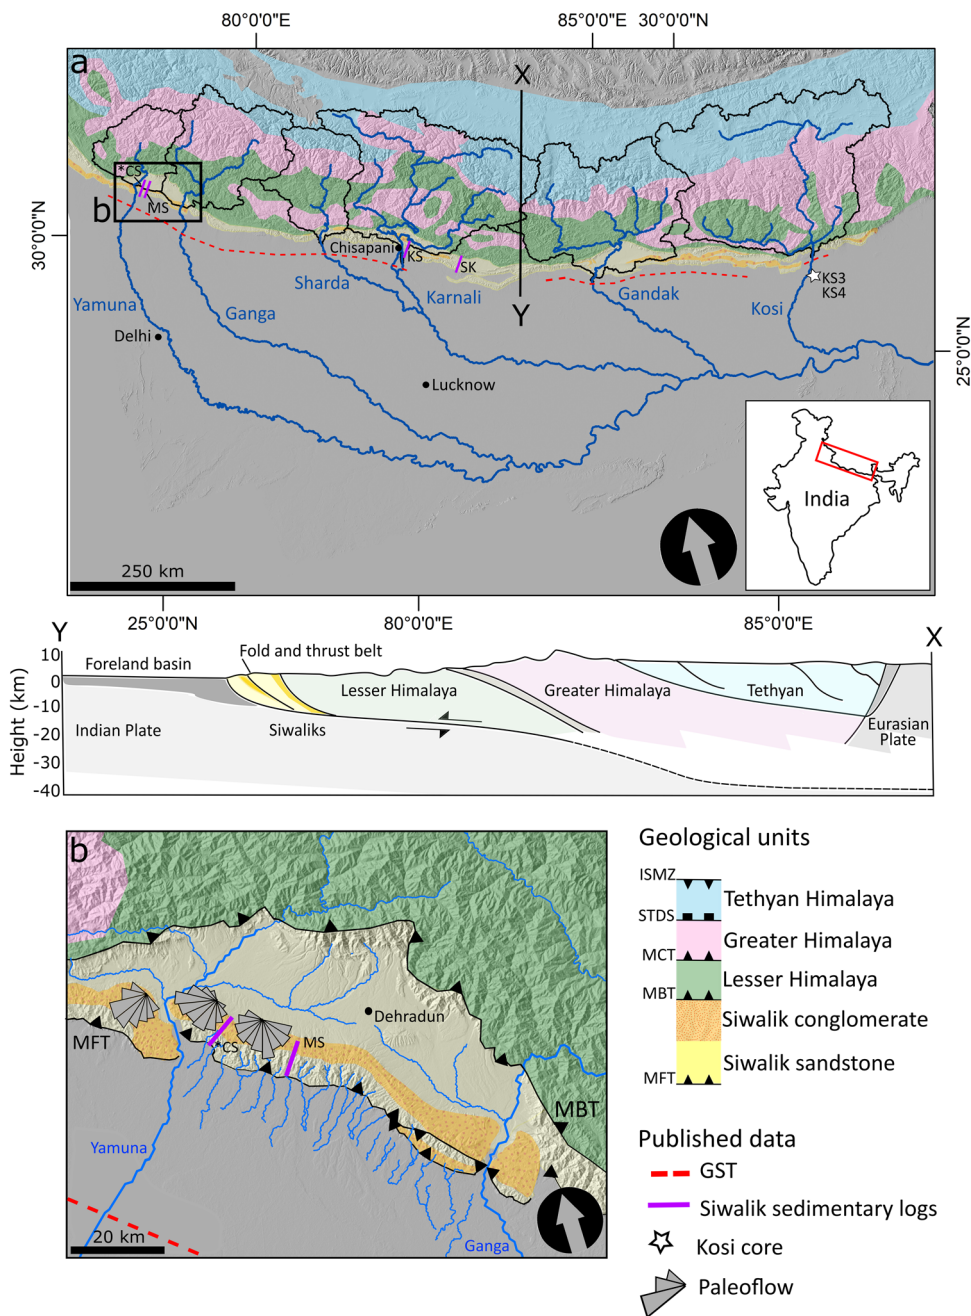 80°0'0"E
85°0'0"E
30°0'0"N
a
X
*CS
MS
b
30°0'0"N
Chisapani
KS
SK
Sharda
Karnali
Gandak
KS3
KS4
Yamuna
Ganga
Kosi
Y
Delhi
Lucknow
25°0'0"N
India
250 km
25°0'0"N
80°0'0"E
85°0'0"E
Y
X
Height (km)
10
0
-10
-20
-30
-40
Fold and thrust belt
Foreland basin
Lesser Himalaya
Greater Himalaya
Tethyan
Indian Plate
Siwaliks
Eurasian
Plate
b
Dehradun
MFT
*CS
MS
MBT
Yamuna
20 km
Ganga
Geological units
ISMZ
Tethyan Himalaya
STDS
Greater Himalaya
MCT
Lesser Himalaya
MBT
Siwalik conglomerate
Siwalik sandstone
MFT
Published data
GST
Siwalik sedimentary logs
Kosi core
Paleoflow